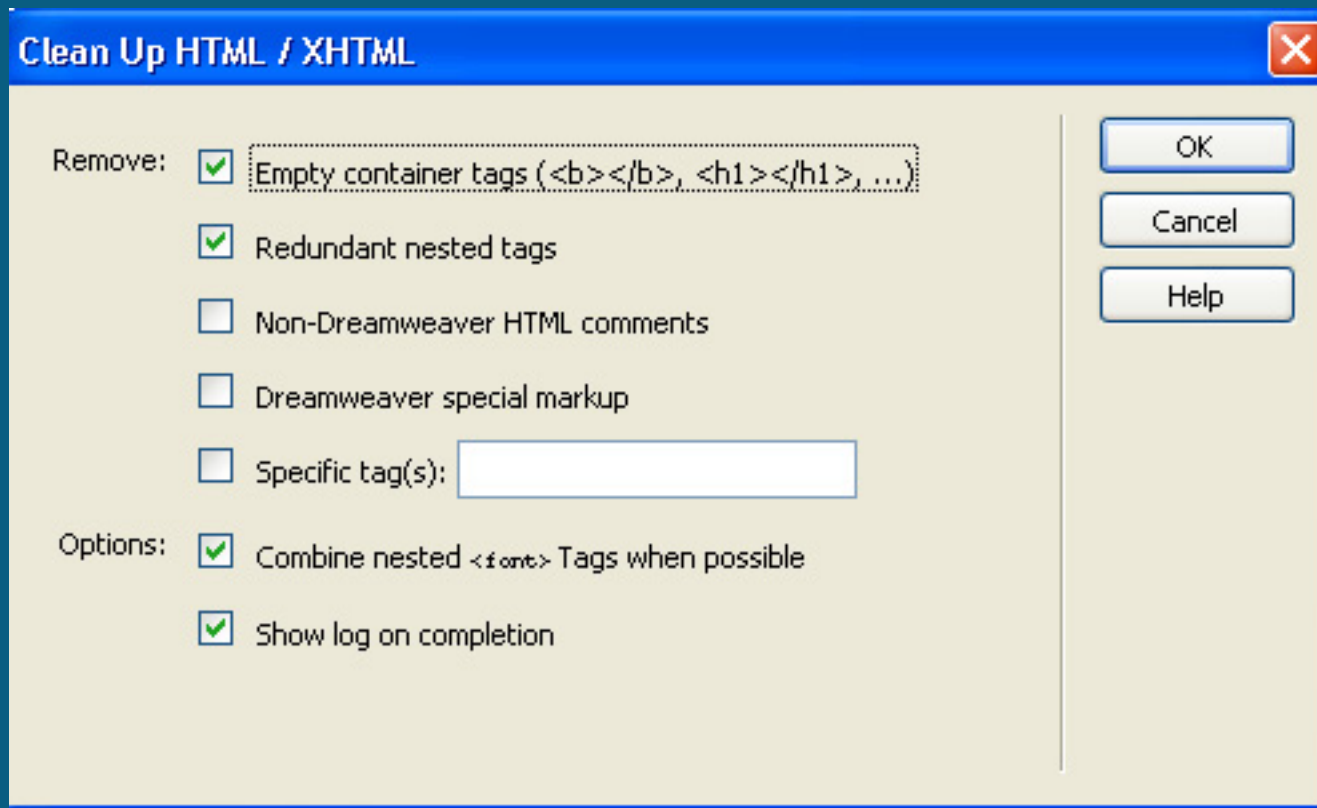 Clean Up HTML / XHTML
Remove:
Empty container tags (<b></b>, <h1></h1>, ...)
Redundant nested tags
Non-Dreamweaver HTML comments
Dreamweaver special markup
Specific tag(s):
Options:
Combine nested <font> Tags when possible
Show log on completion
OK
Cancel
Help